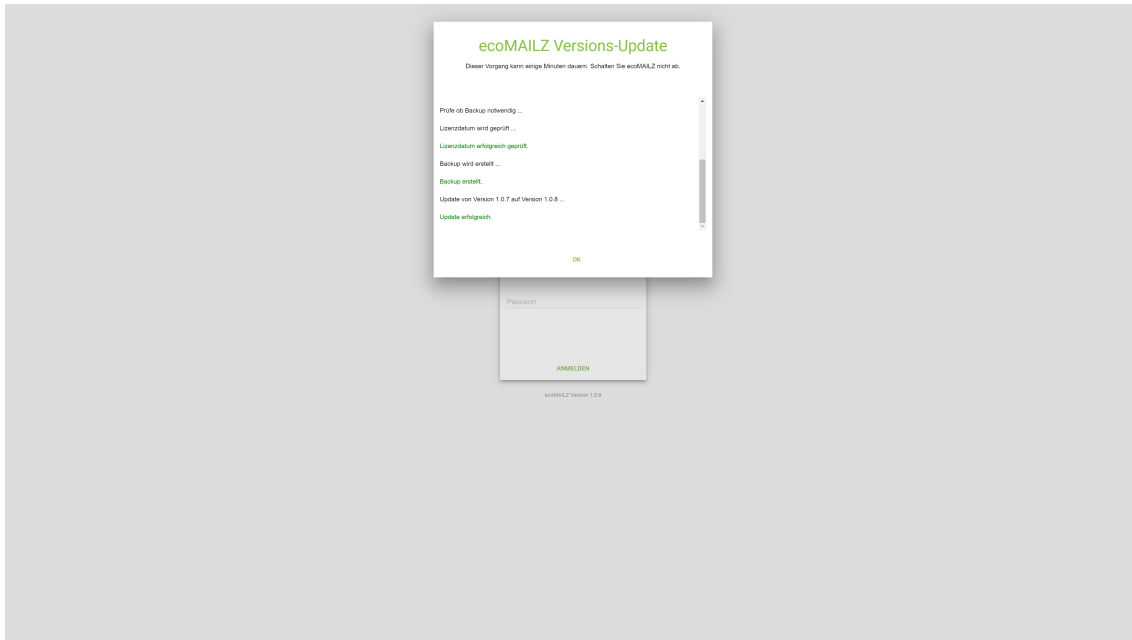 ecoMAILZ Versions-Update
Dieser Vorgang kann einige Minuten dauern. Schalten Sie ecoMAILZ nicht ab.
Prüfe ob Backup notwendig ...
Lizenzdatum wird geprüft ...
Lizenzdatum erfolgreich geprüft.
Backup wird erstellt ...
Backup erstellt.
Update von Version 1.0.7 auf Version 1.0.8 ...
Update erfolgreich.
OK
Passwort
ANMELDEN
ecoMAILZ Version 1.0.8